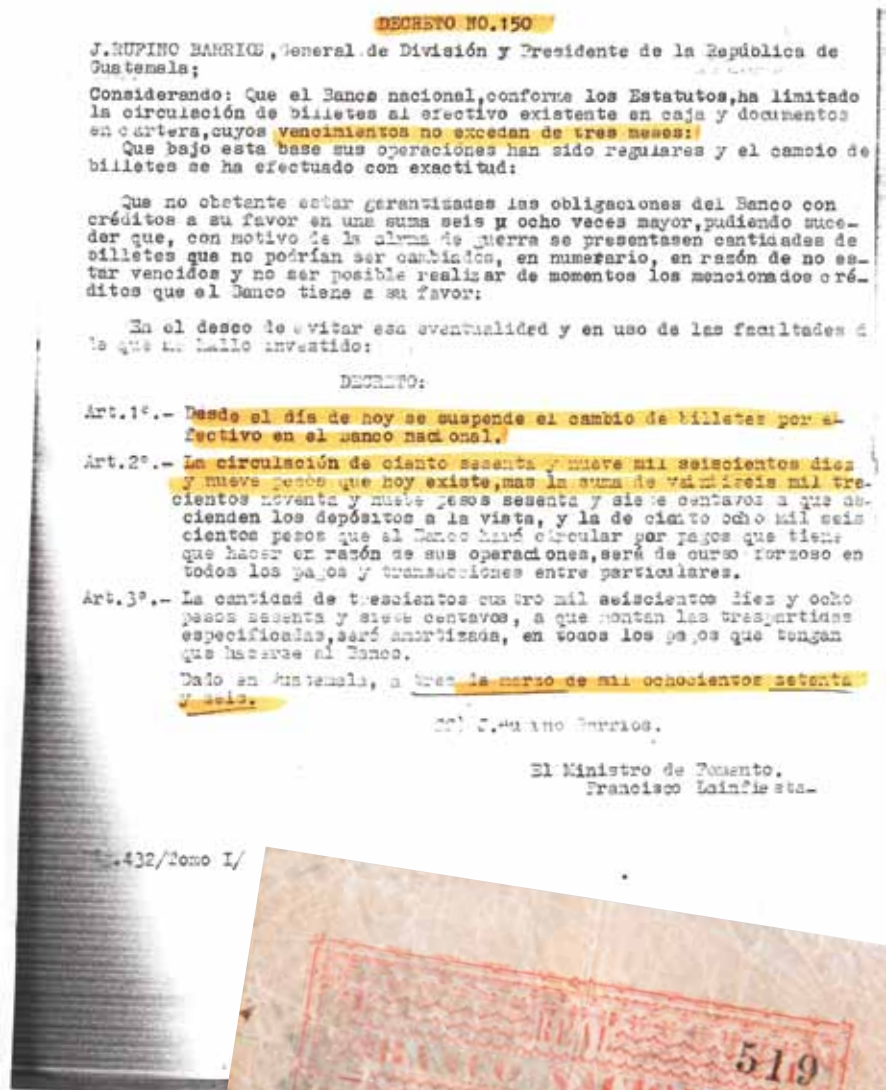 DECRETO NO.150
J.RUFINO BARRIOS,General de División y Presidente de la República de
Guatemala;
Considerando: Que el Banco nacional,conforme los Estatutos,ha limitado
la circulación de billetes al efectivo existente en caja y documentos
en cartera,cuyos vencimientos no excedan de tres meses:
Que bajo esta base sus operaciones han sido regulares y el cambio de
billetes se ha efectuado con exactitud:
Que no obstante estar garantizadas las obligaciones del Banco con
créditos a su favor en una suma seis u ocho veces mayor,pudiendo suce-
der que, con motivo de la alarma de guerra se presentasen cantidades de
billetes que no podrían ser cambiados, en numerario, en razón de no es-
tar vencidos y no ser posible realizar de momentos los mencionados cré-
ditos que el Banco tiene a su favor:
En el deseo de evitar esa eventualidad y en uso de las facultades d
la que me hallo investido:
DECRETO:
Art.1º.- Desde el día de hoy se suspende el cambio de billetes por e-
fectivo en el Banco nacional.
Art.2º.- La circulación de ciento sesenta y nueve mil seiscientos diez
y nueve pesos que hoy existe,mas la suma de veintiseis mil tre-
cientos noventa y nueve pesos sesenta y siete centavos a que as-
cienden los depósitos a la vista, y la de ciento ocho mil seis
cientos pesos que el Banco hará circular por pagos que tiene
que hacer en razón de sus operaciones,será de curso forzoso en
todos los pagos y transacciones entre particulares.
Art.3º.- La cantidad de trescientos cuatro mil seiscientos diez y ocho
pesos sesenta y siete centavos, a que montan las trespartidas
especificadas,será amortizada, en todos los pagos que tengan
que hacerse al Banco.
Dado en Guatemala, a tres de marzo de mil ochocientos setenta
y seis.
J.Rufino Barrios.
El Ministro de Fomento.
Francisco Lainfiesta-
.432/Tomo I/
519